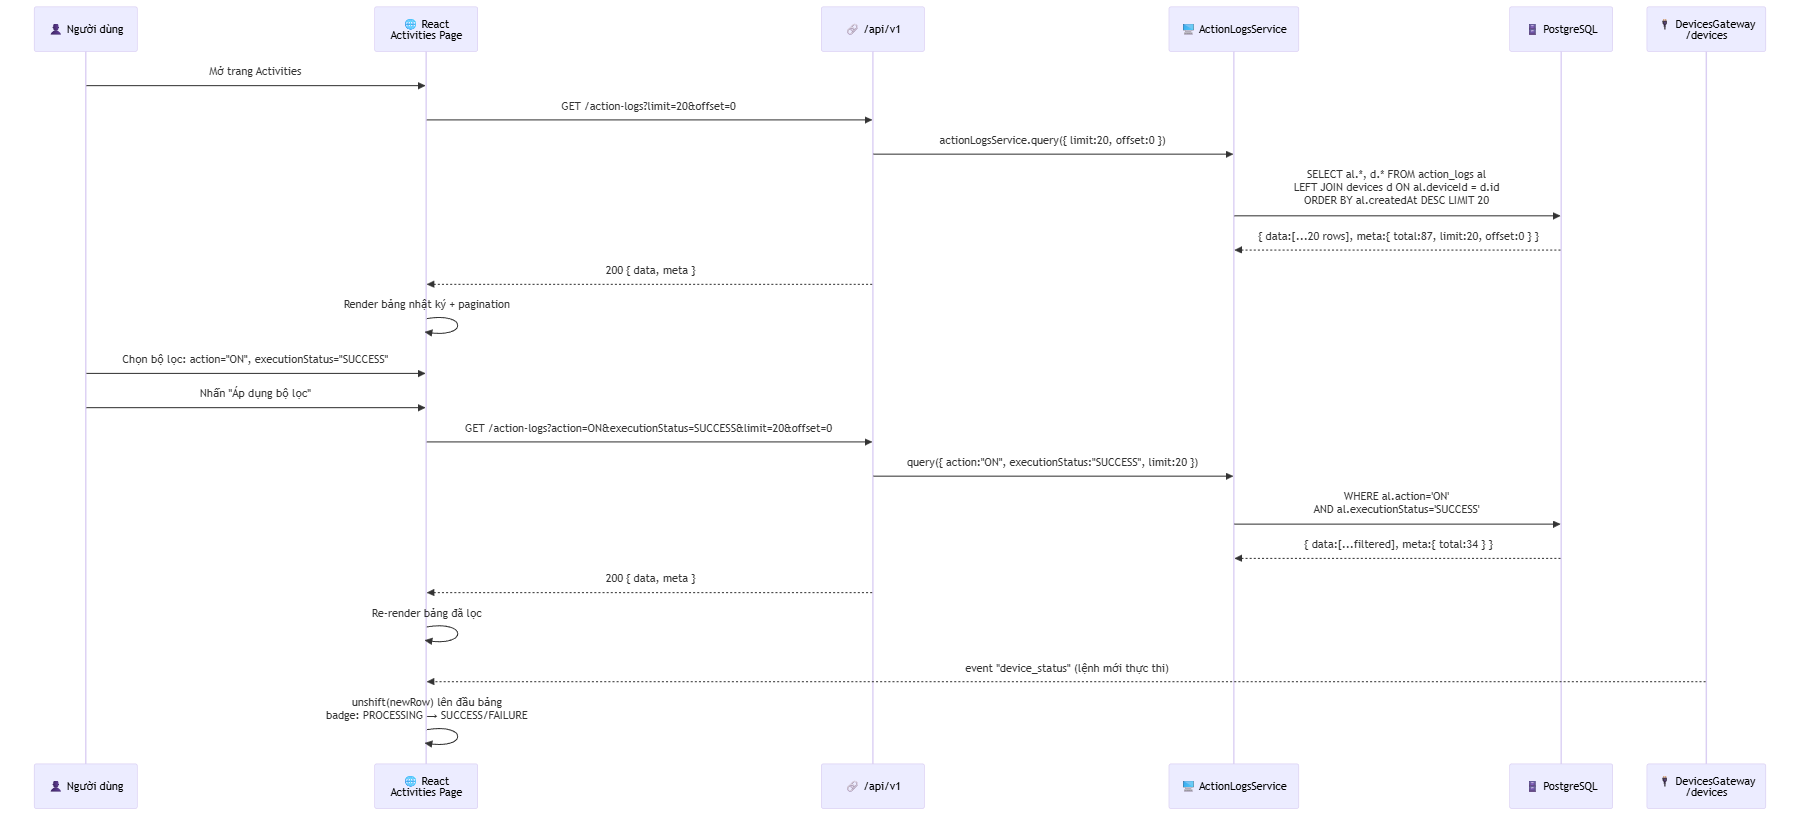 Người dùng
React
Activities Page
/api/v1
ActionLogsService
PostgreSQL
DevicesGateway
/devices
Mở trang Activities
GET /action-logs?limit=20&offset=0
actionLogsService.query({ limit:20, offset:0 })
SELECT al.*, d.* FROM action_logs al
LEFT JOIN devices d ON al.deviceId = d.id
ORDER BY al.createdAt DESC LIMIT 20
{ data:[...20 rows], meta:{ total:87, limit:20, offset:0 } }
200 { data, meta }
Render bảng nhật ký + pagination
Chọn bộ lọc: action="ON", executionStatus="SUCCESS"
Nhấn "Áp dụng bộ lọc"
GET /action-logs?action=ON&executionStatus=SUCCESS&limit=20&offset=0
query({ action:"ON", executionStatus:"SUCCESS", limit:20 })
WHERE al.action='ON'
AND al.executionStatus='SUCCESS'
{ data:[...filtered], meta:{ total:34 } }
200 { data, meta }
Re-render bảng đã lọc
event "device_status" (lệnh mới thực thi)
unshift(newRow) lên đầu bảng
badge: PROCESSING → SUCCESS/FAILURE
Người dùng
React
Activities Page
/api/v1
ActionLogsService
PostgreSQL
DevicesGateway
/devices